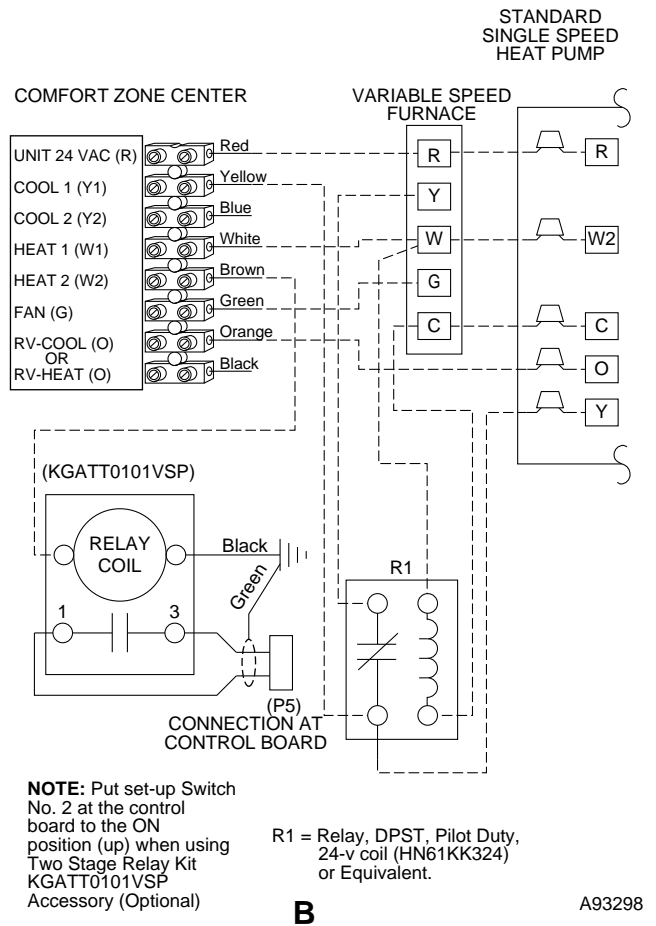 STANDARD
SINGLE SPEED
HEAT PUMP
COMFORT ZONE CENTER
VARIABLE SPEED
FURNACE
UNIT 24 VAC (R)
COOL 1 (Y1)
COOL 2 (Y2)
HEAT 1 (W1)
HEAT 2 (W2)
FAN (G)
RV-COOL (O)
OR
RV-HEAT (O)
Red
Yellow
Blue
White
Brown
Green
Orange
Black
R
Y
W
G
C
R
W2
C
O
Y
(KGATT0101VSP)
RELAY
COIL
1
3
Black
Green
(P5)
CONNECTION AT
CONTROL BOARD
R1
NOTE: Put set-up Switch
No. 2 at the control
board to the ON
position (up) when using
Two Stage Relay Kit
KGATT0101VSP
Accessory (Optional)
R1 = Relay, DPST, Pilot Duty,
24-v coil (HN61KK324)
or Equivalent.
B
A93298